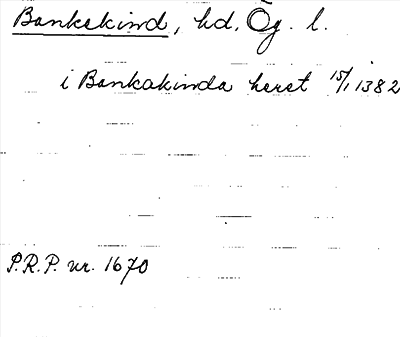 Bankekind, hd, Ög. l.
i Bankakinda heret 15/1 1382
P.R.P. nr. 1670